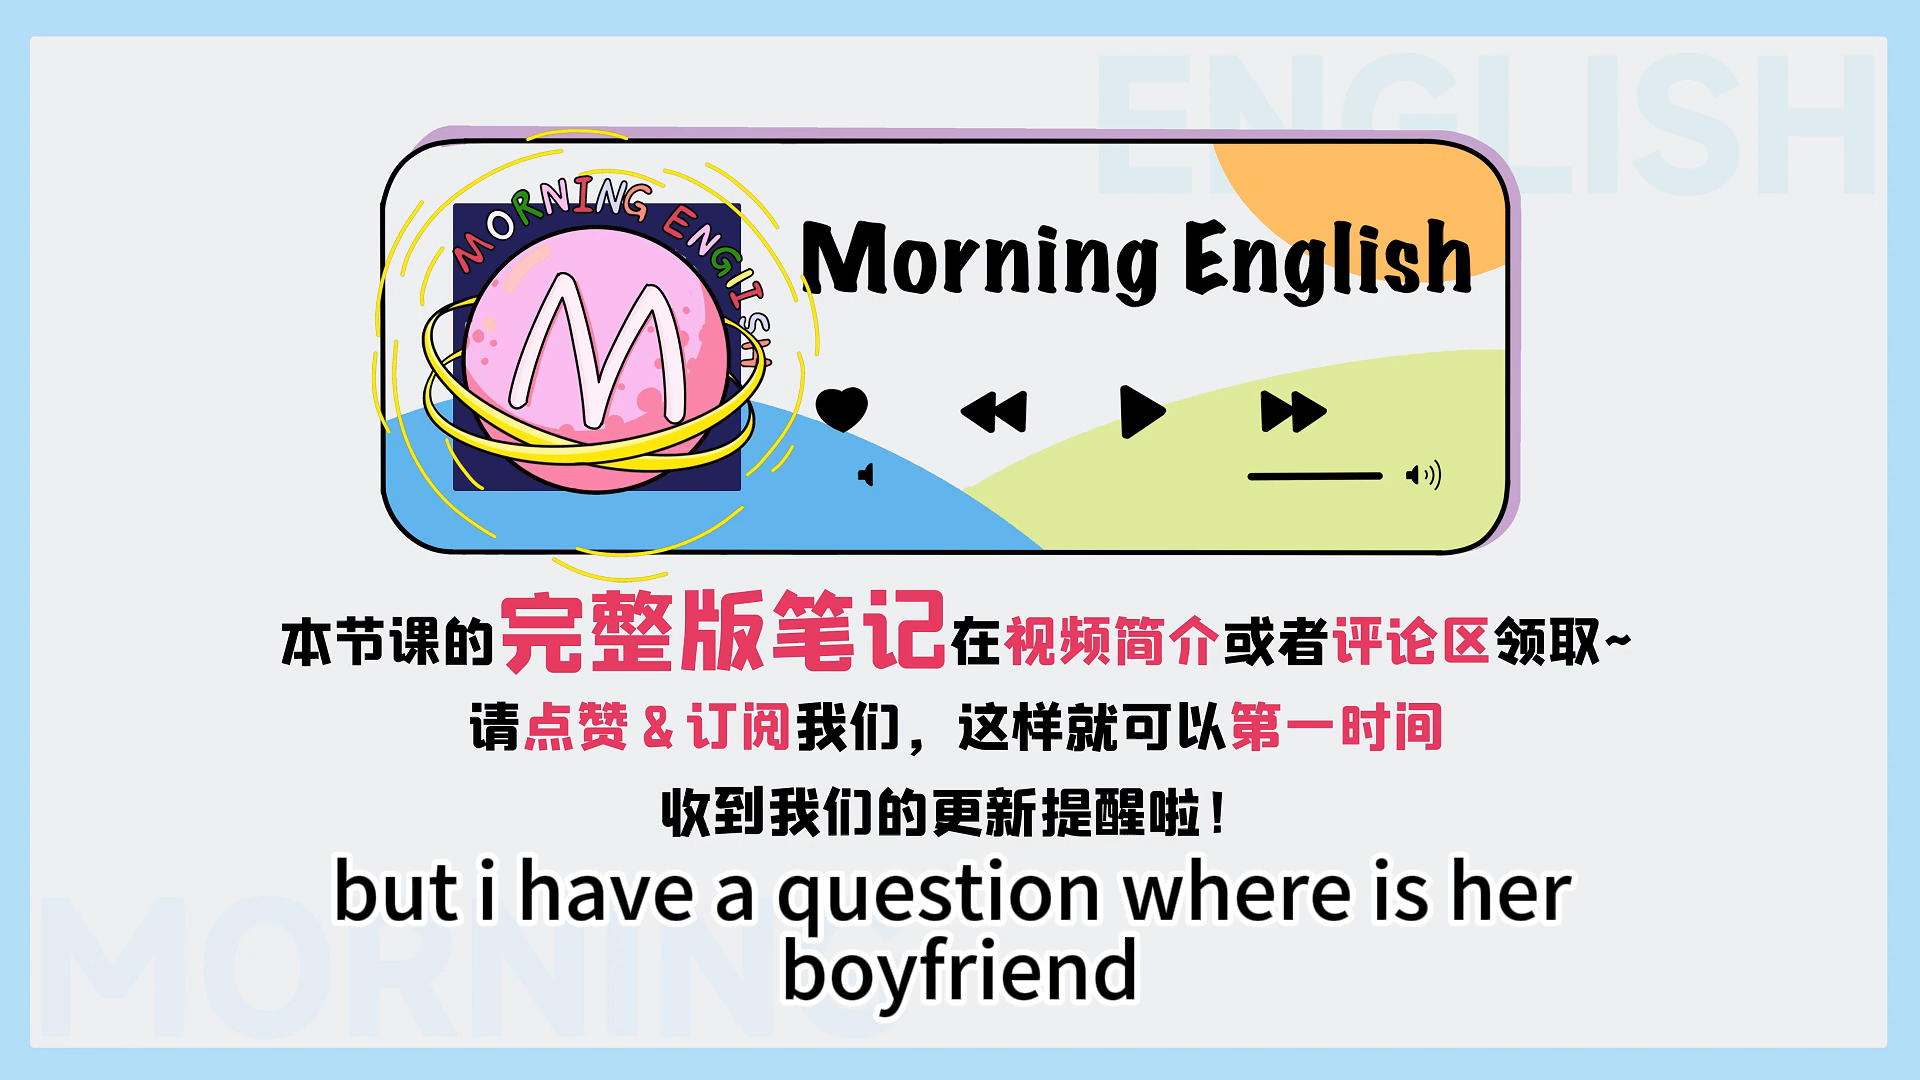 ENGLISH
MORNING ENGLISH
M
Morning English
本节课的完整版笔记在视频简介或者评论区领取~
请点赞&订阅我们，这样就可以第一时间
收到我们的更新提醒啦！
but i have a question where is her
boyfriend
MORNING